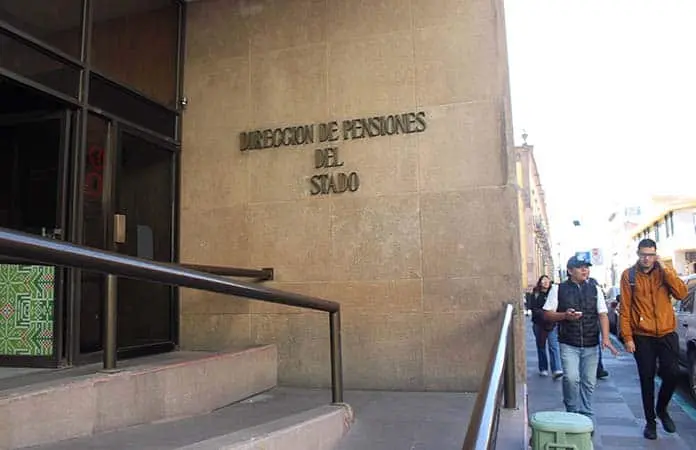 DIRECCION DE PENSIONES
DEL
STADO